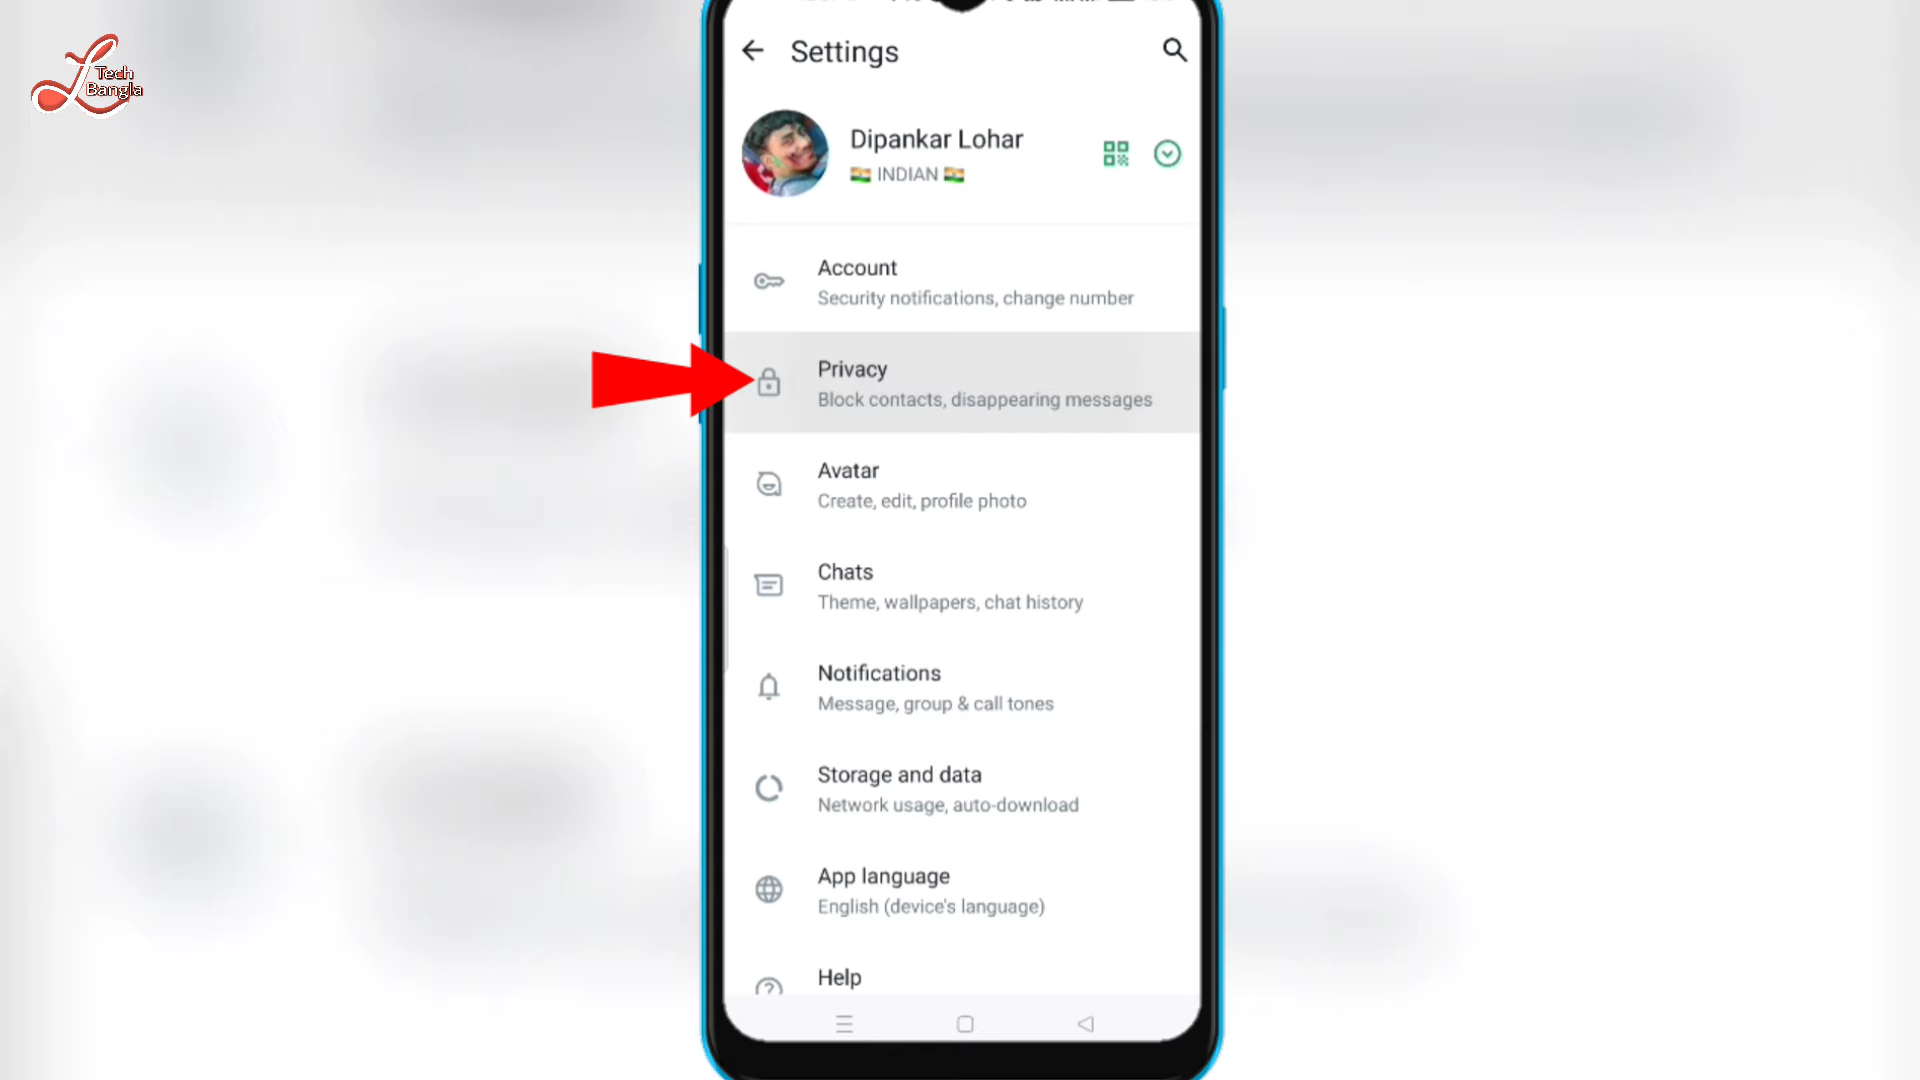 Tech
Bangla
Settings
Dipankar Lohar
🇮🇳 INDIAN 🇮🇳
Account
Security notifications, change number
Privacy
Block contacts, disappearing messages
Avatar
Create, edit, profile photo
Chats
Theme, wallpapers, chat history
Notifications
Message, group & call tones
Storage and data
Network usage, auto-download
App language
English (device's language)
Help